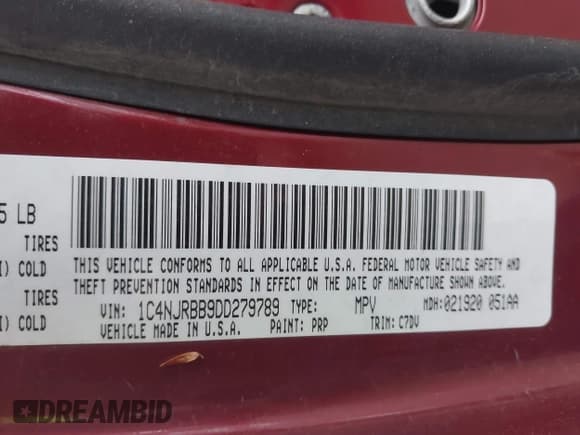 5 LB
TIRES
) COLD
TIRES
) COLD
THIS VEHICLE CONFORMS TO ALL APPLICABLE U.S.A. FEDERAL MOTOR VEHICLE SAFETY AND
THEFT PREVENTION STANDARDS IN EFFECT ON THE DATE OF MANUFACTURE SHOWN ABOVE.
VIN: 1C4NJRBB9DD279789 TYPE: MPV MDH:021920 051AA
VEHICLE MADE IN U.S.A. PAINT: PRP TRIM: C7DV
DREAMBID